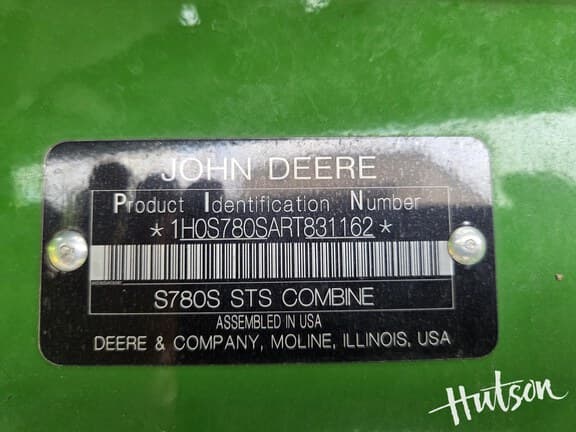 JOHN DEERE
Product Identification Number
*1H0S780SART831162*
S780S STS COMBINE
ASSEMBLED IN USA
DEERE & COMPANY, MOLINE, ILLINOIS, USA
Hutson